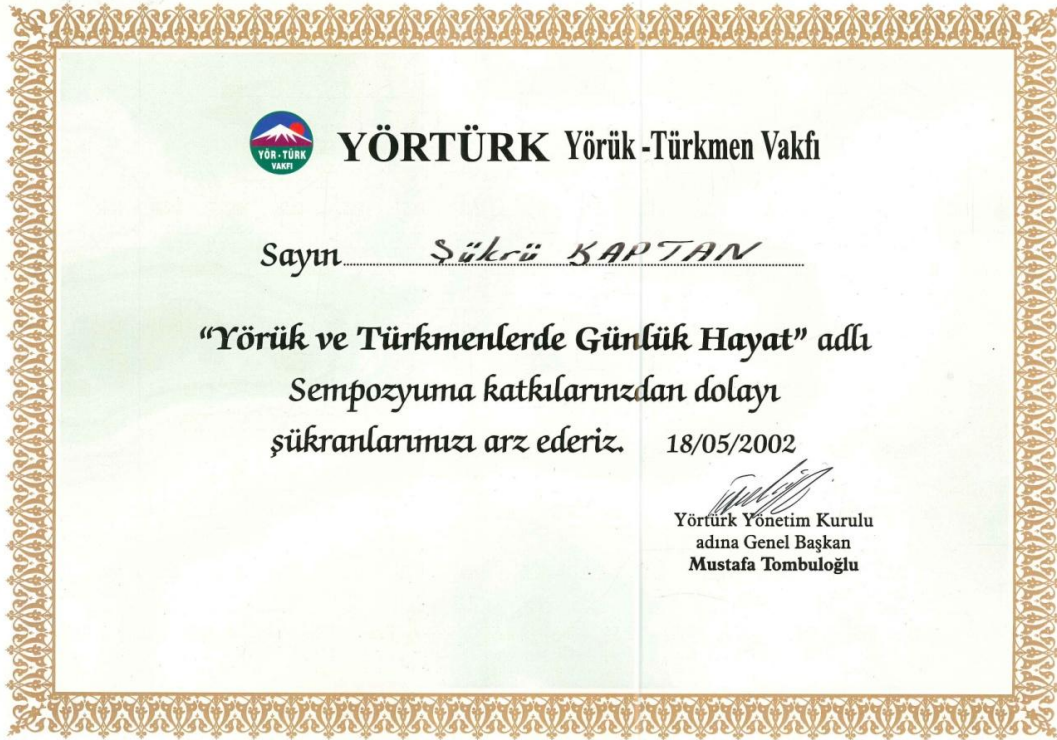 YÖR-TÜRK
VAKFI
YÖRTÜRK Yörük-Türkmen Vakfı
Sayın Şükrü KAPTAN
“Yörük ve Türkmenlerde Günlük Hayat” adlı
Sempozyuma katkılarınzdan dolayı
şükranlarımızı arz ederiz. 18/05/2002
Yörtürk Yönetim Kurulu
adına Genel Başkan
Mustafa Tombuloğlu